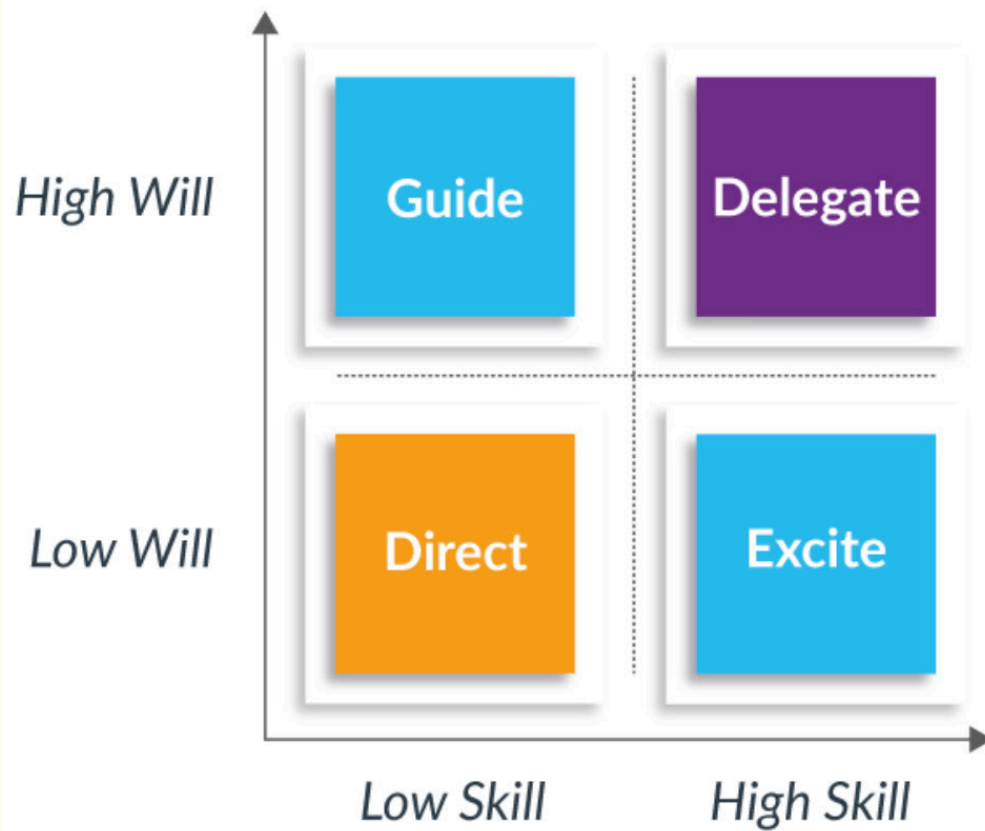 High Will
Guide
Delegate
Low Will
Direct
Excite
Low Skill
High Skill